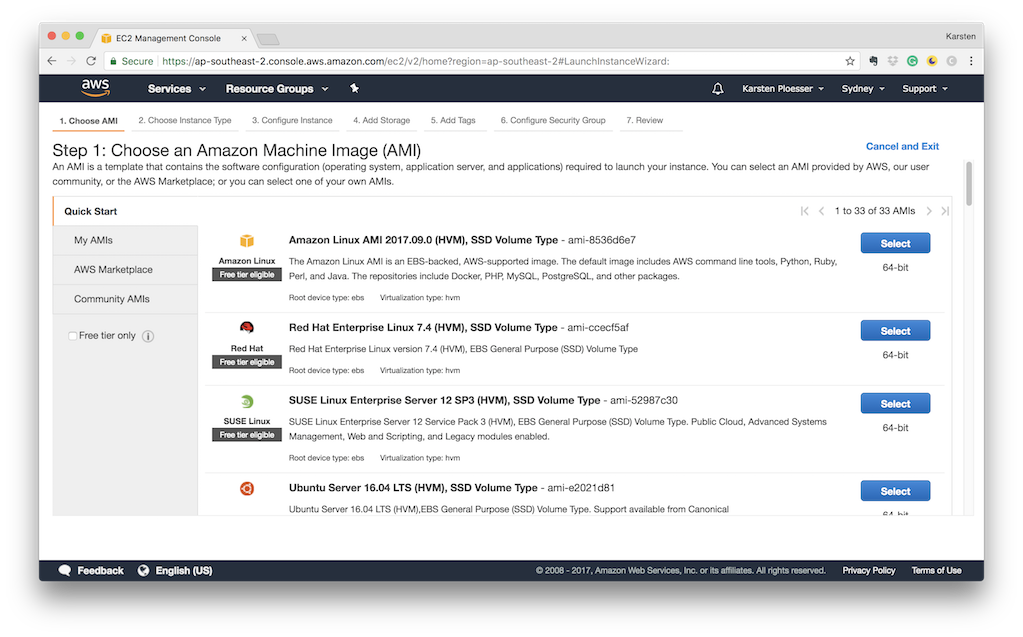 EC2 Management Console
Karsten
Secure https://ap-southeast-2.console.aws.amazon.com/ec2/v2/home?region=ap-southeast-2#LaunchInstanceWizard:
aws Services Resource Groups Karsten Ploesser Sydney Support
1. Choose AMI 2. Choose Instance Type 3. Configure Instance 4. Add Storage 5. Add Tags 6. Configure Security Group 7. Review
Step 1: Choose an Amazon Machine Image (AMI)
Cancel and Exit
An AMI is a template that contains the software configuration (operating system, application server, and applications) required to launch your instance. You can select an AMI provided by AWS, our user
community, or the AWS Marketplace; or you can select one of your own AMIs.
Quick Start
1 to 33 of 33 AMIs
My AMIs
AWS Marketplace
Community AMIs
Free tier only
Amazon Linux
Free tier eligible
Amazon Linux AMI 2017.09.0 (HVM), SSD Volume Type - ami-8536d6e7
The Amazon Linux AMI is an EBS-backed, AWS-supported image. The default image includes AWS command line tools, Python, Ruby,
Perl, and Java. The repositories include Docker, PHP, MySQL, PostgreSQL, and other packages.
Root device type: ebs Virtualization type: hvm
Select
64-bit
Red Hat
Free tier eligible
Red Hat Enterprise Linux 7.4 (HVM), SSD Volume Type - ami-ccecf5af
Red Hat Enterprise Linux version 7.4 (HVM), EBS General Purpose (SSD) Volume Type
Root device type: ebs Virtualization type: hvm
Select
64-bit
SUSE Linux
Free tier eligible
SUSE Linux Enterprise Server 12 SP3 (HVM), SSD Volume Type - ami-52987c30
SUSE Linux Enterprise Server 12 Service Pack 3 (HVM), EBS General Purpose (SSD) Volume Type. Public Cloud, Advanced Systems
Management, Web and Scripting, and Legacy modules enabled.
Root device type: ebs Virtualization type: hvm
Select
64-bit
Ubuntu Server 16.04 LTS (HVM), SSD Volume Type - ami-e2021d81
Ubuntu Server 16.04 LTS (HVM),EBS General Purpose (SSD) Volume Type. Support available from Canonical
Select
64-bit
Feedback English (US)
© 2008 - 2017, Amazon Web Services, Inc. or its affiliates. All rights reserved. Privacy Policy Terms of Use